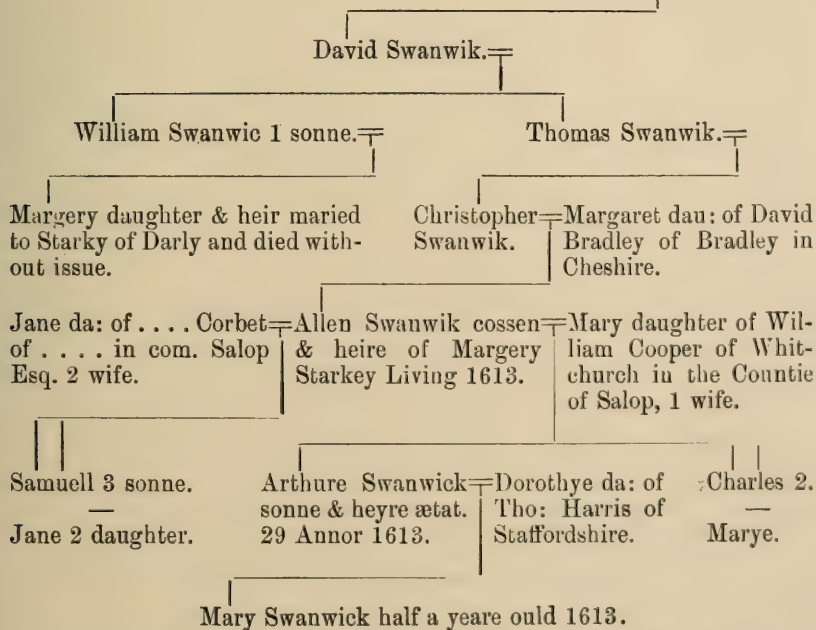 David Swanwik.
William Swanwic 1 sonne.
Thomas Swanwik.
Margery daughter & heir maried
to Starky of Darly and died with-
out issue.
Christopher
Swanwik.
Margaret dau: of David
Bradley of Bradley in
Cheshire.
Jane da: of .... Corbet
of .... in com. Salop
Esq. 2 wife.
Allen Swanwik cossen
& heire of Margery
Starkey Living 1613.
Mary daughter of Wil-
liam Cooper of Whit-
church in the Countie
of Salop, 1 wife.
Samuell 3 sonne.
—
Jane 2 daughter.
Arthure Swanwick
sonne & heyre ætat.
29 Annor 1613.
Dorothye da: of
Tho: Harris of
Staffordshire.
Charles 2.
—
Marye.
Mary Swanwick half a yeare ould 1613.